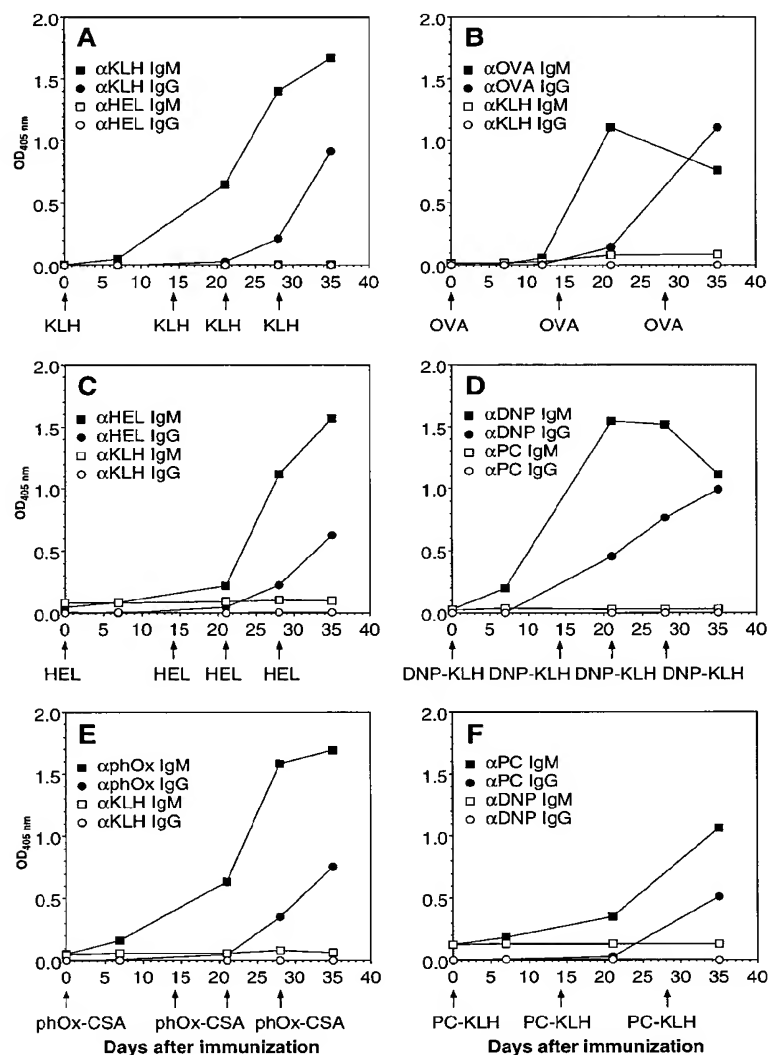 A
αKLH IgM
αKLH IgG
αHEL IgM
αHEL IgG
OD405 nm
2.0
1.5
1.0
0.5
0.0
0 5 10 15 20 25 30 35 40
KLH KLH KLH KLH
B
αOVA IgM
αOVA IgG
αKLH IgM
αKLH IgG
2.0
1.5
1.0
0.5
0.0
0 5 10 15 20 25 30 35 40
OVA OVA OVA
C
αHEL IgM
αHEL IgG
αKLH IgM
αKLH IgG
OD405 nm
2.0
1.5
1.0
0.5
0.0
0 5 10 15 20 25 30 35 40
HEL HEL HEL HEL
D
αDNP IgM
αDNP IgG
αPC IgM
αPC IgG
2.0
1.5
1.0
0.5
0.0
0 5 10 15 20 25 30 35 40
DNP-KLH DNP-KLH DNP-KLH DNP-KLH
E
αphOx IgM
αphOx IgG
αKLH IgM
αKLH IgG
OD405 nm
2.0
1.5
1.0
0.5
0.0
0 5 10 15 20 25 30 35 40
phOx-CSA phOx-CSA phOx-CSA
Days after immunization
F
αPC IgM
αPC IgG
αDNP IgM
αDNP IgG
2.0
1.5
1.0
0.5
0.0
0 5 10 15 20 25 30 35 40
PC-KLH PC-KLH PC-KLH
Days after immunization